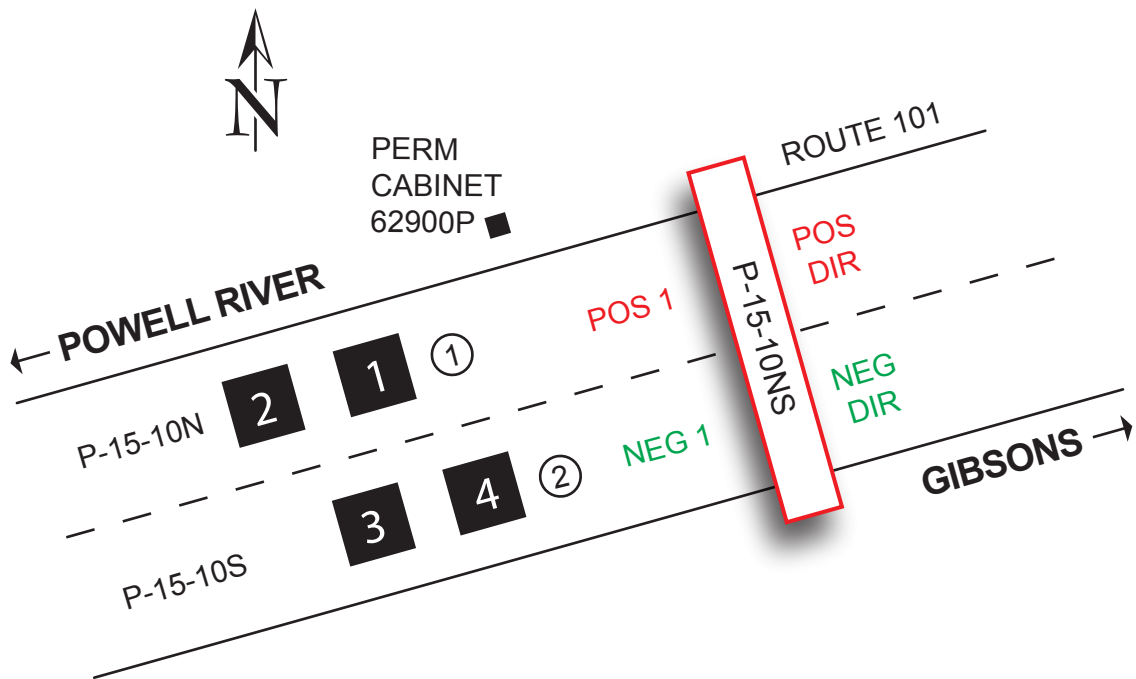 N
PERM
CABINET
62900P
ROUTE 101
POWELL RIVER
POS
DIR
POS 1
P-15-10NS
1
1
2
P-15-10N
NEG
DIR
NEG 1
GIBSONS
4
2
3
P-15-10S